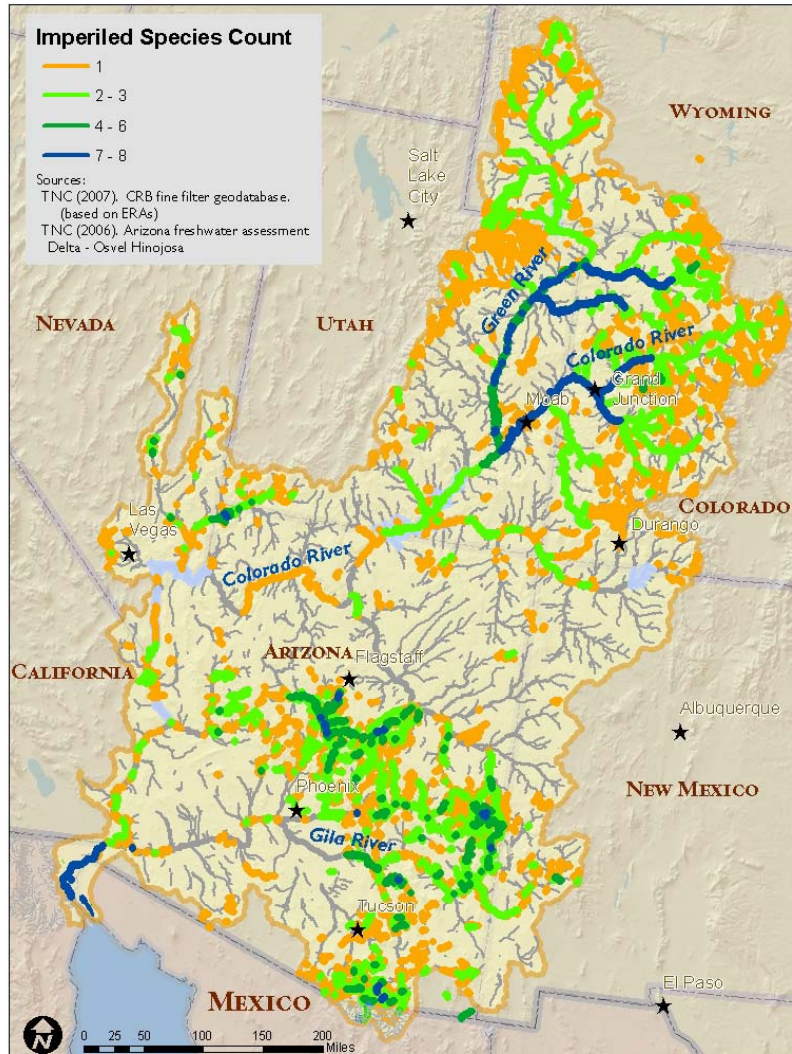 Imperiled Species Count
1
2 - 3
4 - 6
7 - 8
Sources:
TNC (2007). CRB fine filter geodatabase.
(based on ERAs)
TNC (2006). Arizona freshwater assessment
Delta - Osvel Hinojosa
WYOMING
Salt
Lake
City
NEVADA
UTAH
Green River
Colorado River
Grand
Junction
Moab
COLORADO
Durango
Las
Vegas
Colorado River
ARIZONA
Flagstaff
CALIFORNIA
Albuquerque
NEW MEXICO
Phoenix
Gila River
Tucson
El Paso
MEXICO
N
0 25 50 100 150 200
Miles